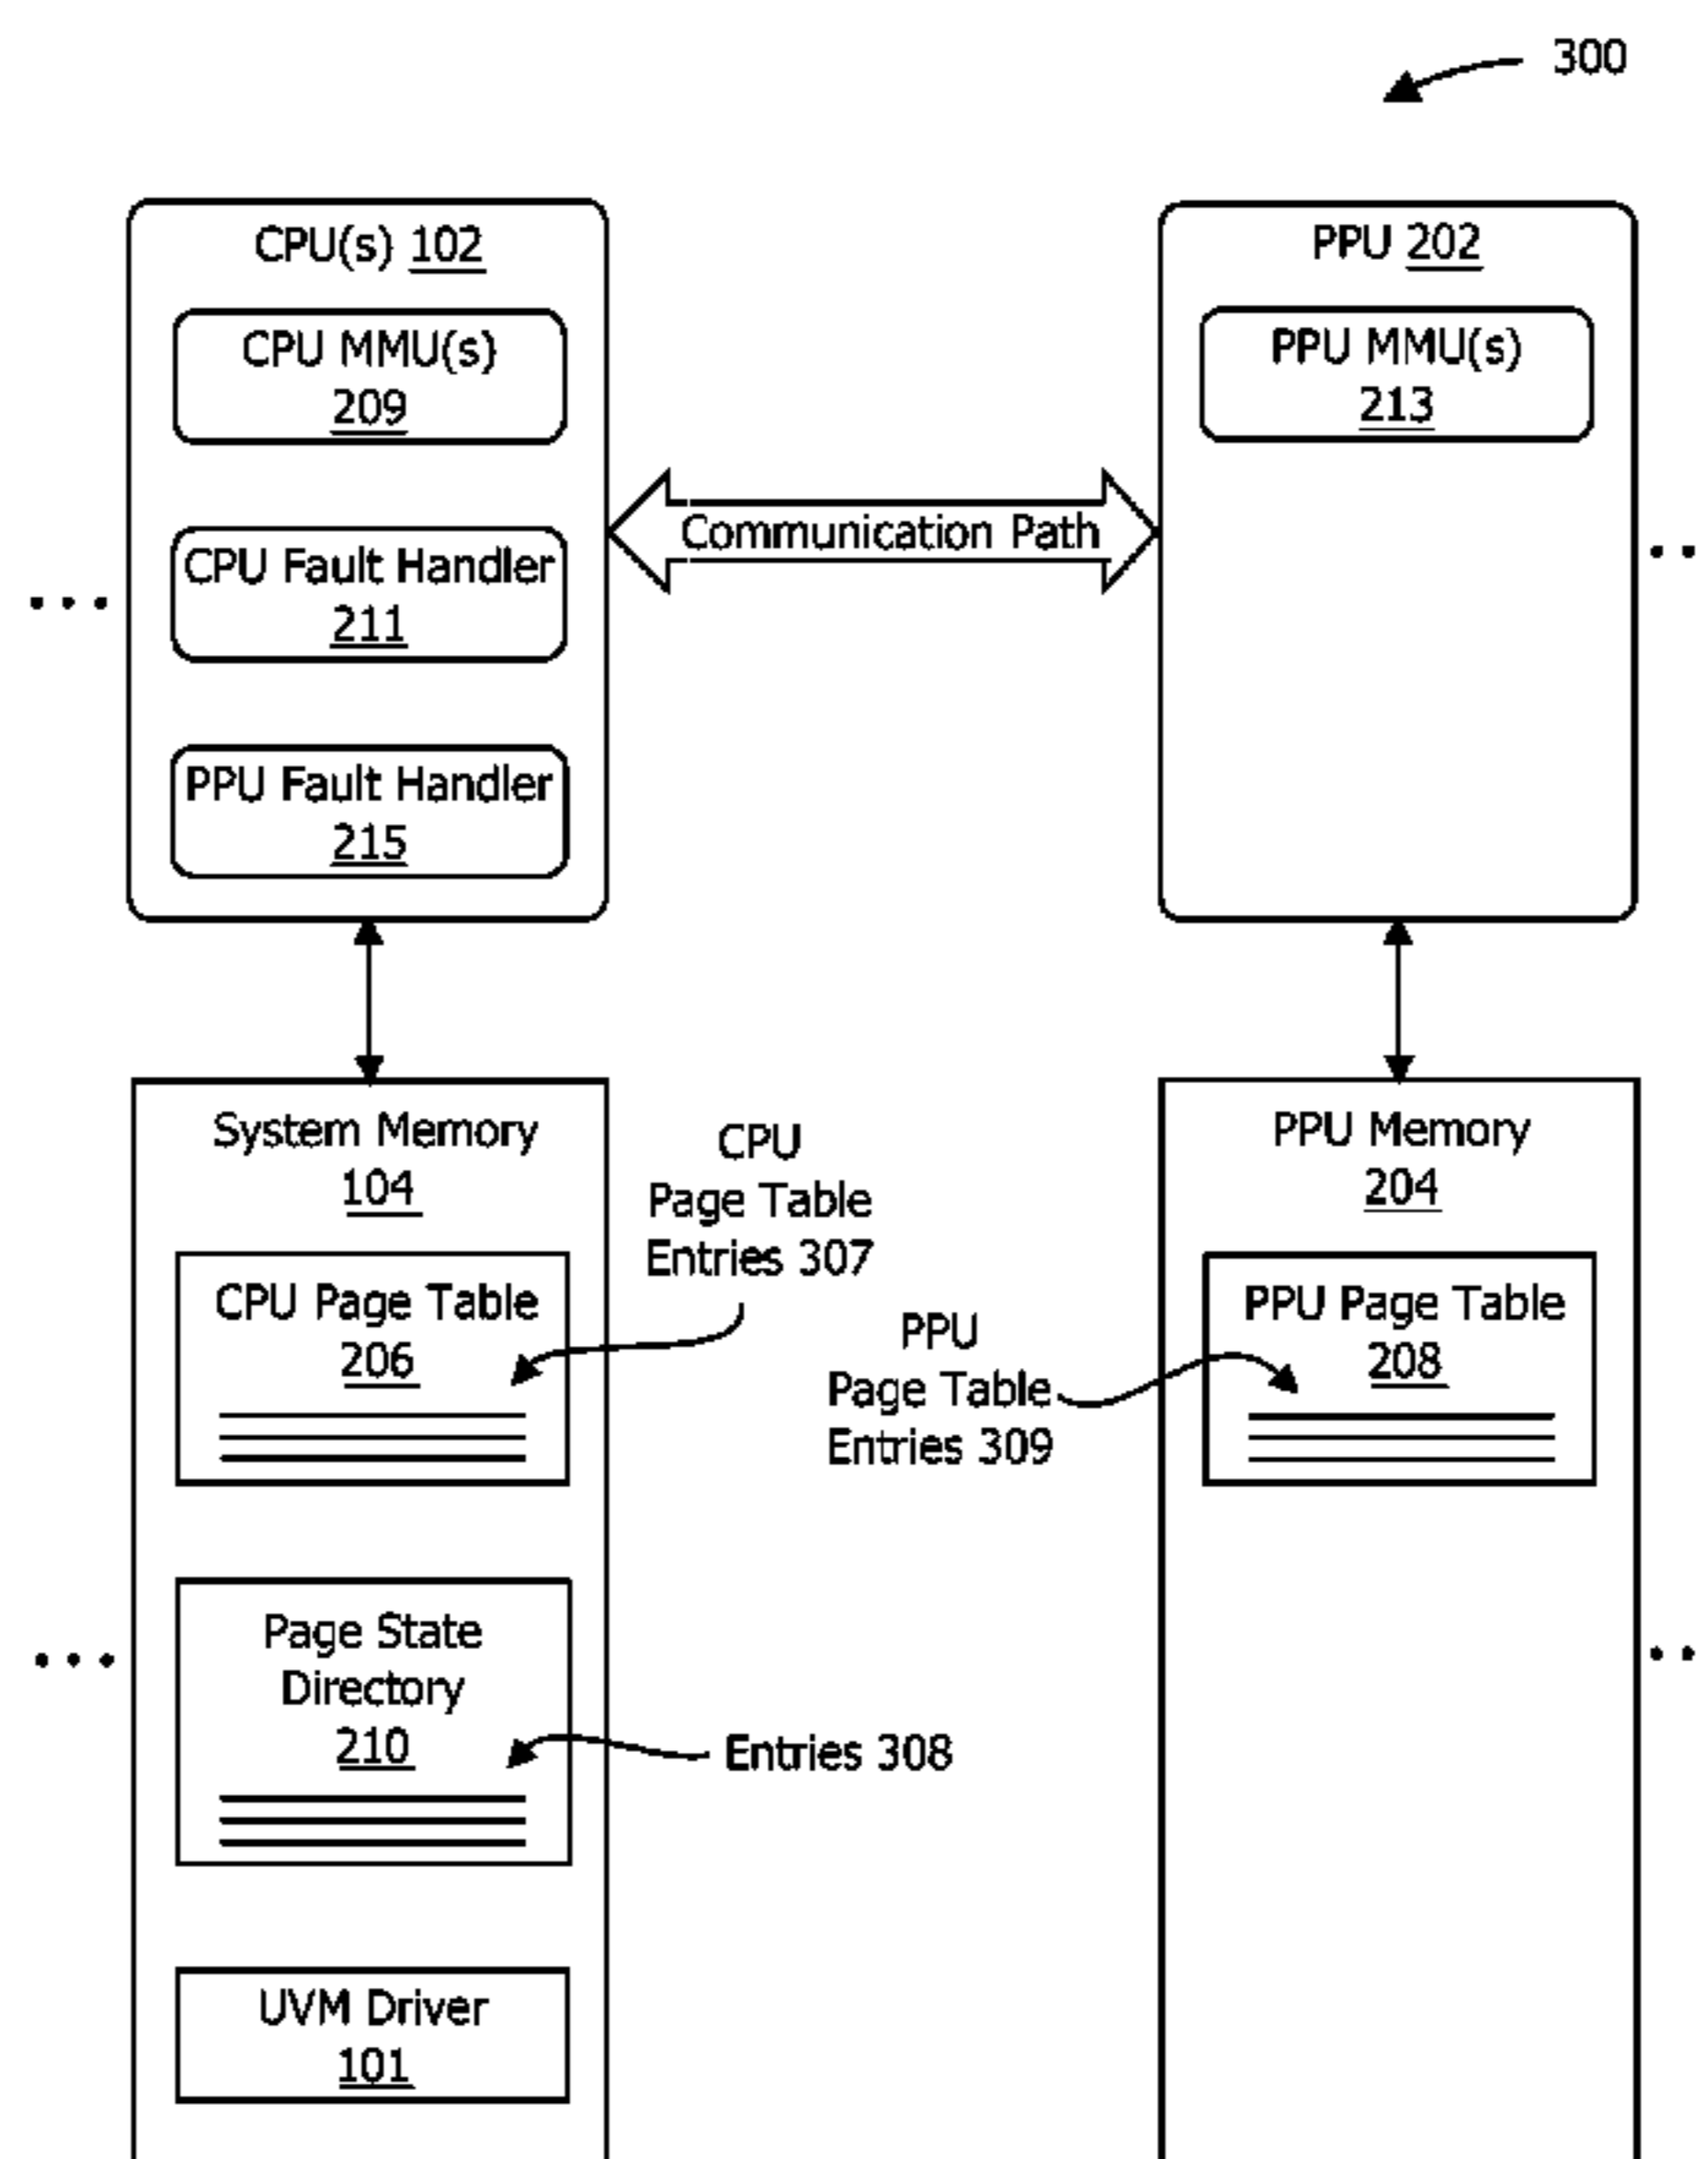 300
CPU(s) 102
CPU MMU(s)
209
CPU Fault Handler
211
PPU Fault Handler
215
Communication Path
PPU 202
PPU MMU(s)
213
System Memory
104
CPU Page Table
206
CPU
Page Table
Entries 307
PPU
Page Table
Entries 309
PPU Memory
204
PPU Page Table
208
Page State
Directory
210
Entries 308
UVM Driver
101